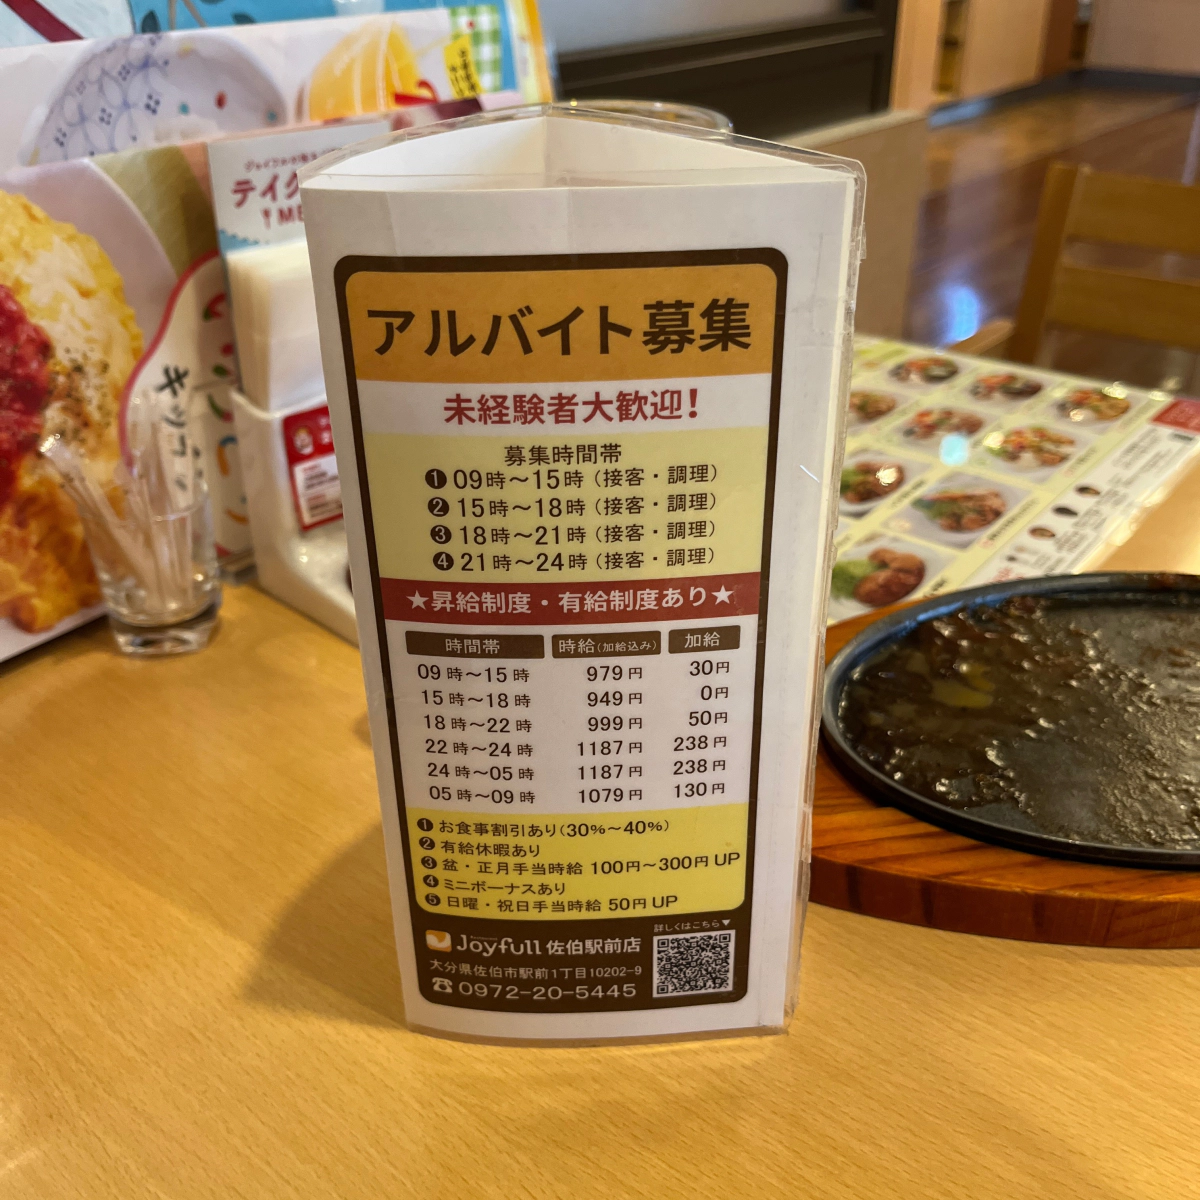 アルバイト募集
未経験者大歓迎！
募集時間帯
❶ 09時～15時（接客・調理）
❷ 15時～18時（接客・調理）
❸ 18時～21時（接客・調理）
❹ 21時～24時（接客・調理）
★昇給制度・有給制度あり★
時間帯 時給（加給込み） 加給
09時～15時 979円 30円
15時～18時 949円 0円
18時～22時 999円 50円
22時～24時 1187円 238円
24時～05時 1187円 238円
05時～09時 1079円 130円
❶ お食事割引あり（30%～40%）
❷ 有給休暇あり
❸ 盆・正月手当時給 100円～300円 UP
❹ ミニボーナスあり
❺ 日曜・祝日手当時給 50円 UP
詳しくはこちら▼
Joyfull 佐伯駅前店
大分県佐伯市駅前1丁目10202-9
☎ 0972-20-5445
テイク
ME